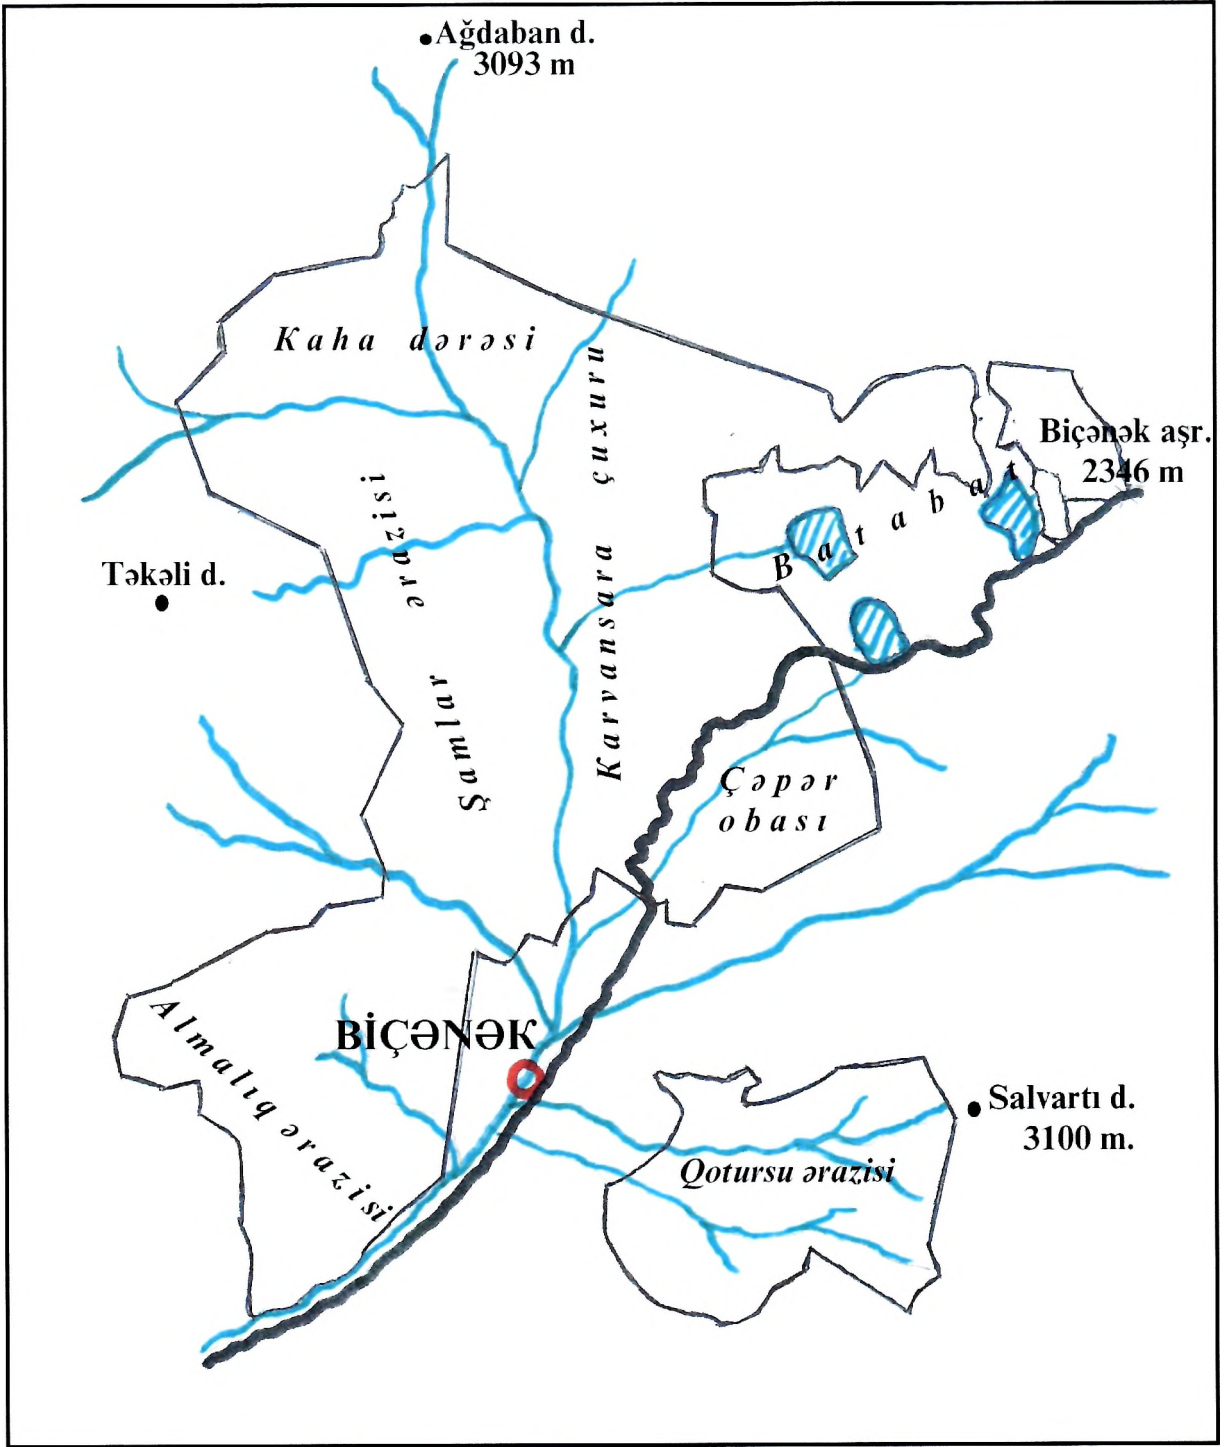 Ağdaban d.
3093 m
Kaha dərəsi
Karvansara çuxuru
Biçənək aşr.
2346 m
Batabat
Şamlar ərazisi
Təkəli d.
Çəpər
obası
Almalıq ərazisi
BİÇƏNƏK
Salvartı d.
3100 m.
Qotursu ərazisi